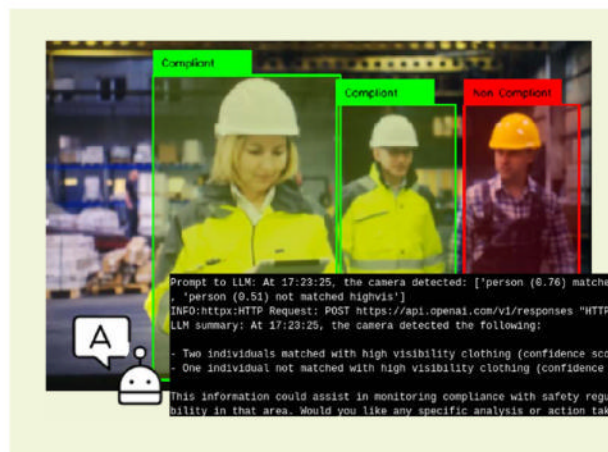 Compliant
Compliant
Non Compliant
Prompt to LLM: At 17:23:25, the camera detected: ['person (0.76) matche
, 'person (0.51) not matched highvis']
INFO:httpx:HTTP Request: POST https://api.openai.com/v1/responses "HTTP
LLM summary: At 17:23:25, the camera detected the following:
- Two individuals matched with high visibility clothing (confidence sco
- One individual not matched with high visibility clothing (confidence
This information could assist in monitoring compliance with safety regu
bility in that area. Would you like any specific analysis or action tak
A